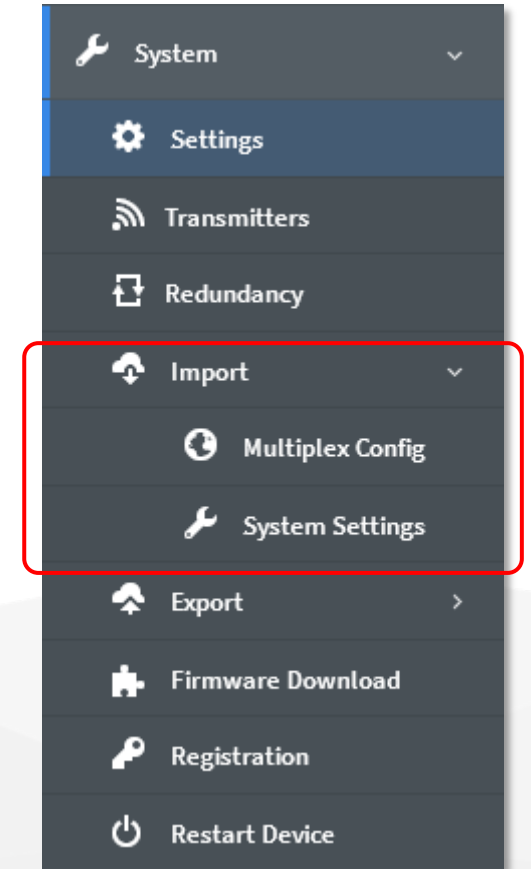 System
Settings
Transmitters
Redundancy
Import
Multiplex Config
System Settings
Export
Firmware Download
Registration
Restart Device